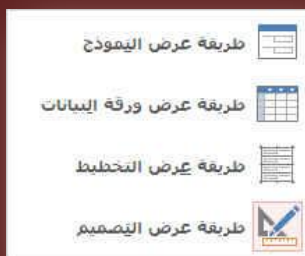 طريقة عرض النموذج
طريقة عرض ورقة البيانات
طريقة عرض التخطيط
طريقة عرض التصميم